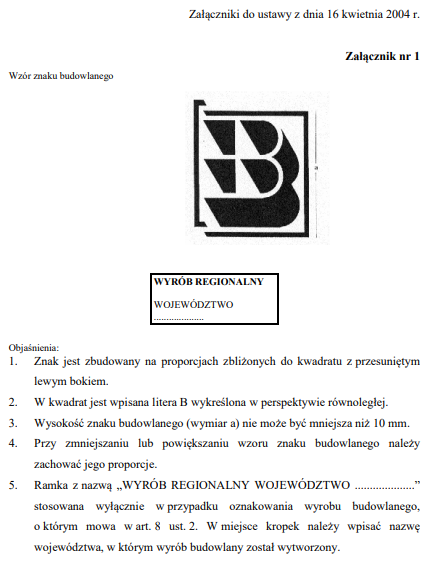 Załączniki do ustawy z dnia 16 kwietnia 2004 r.
Załącznik nr 1
Wzór znaku budowlanego
B
WYRÓB REGIONALNY
WOJEWÓDZTWO
....................
Objaśnienia:
1. Znak jest zbudowany na proporcjach zbliżonych do kwadratu z przesuniętym
lewym bokiem.
2. W kwadrat jest wpisana litera B wykreślona w perspektywie równoległej.
3. Wysokość znaku budowlanego (wymiar a) nie może być mniejsza niż 10 mm.
4. Przy zmniejszaniu lub powiększaniu wzoru znaku budowlanego należy
zachować jego proporcje.
5. Ramka z nazwą „WYRÓB REGIONALNY WOJEWÓDZTWO ....................”
stosowana wyłącznie w przypadku oznakowania wyrobu budowlanego,
o którym mowa w art. 8 ust. 2. W miejsce kropek należy wpisać nazwę
województwa, w którym wyrób budowlany został wytworzony.